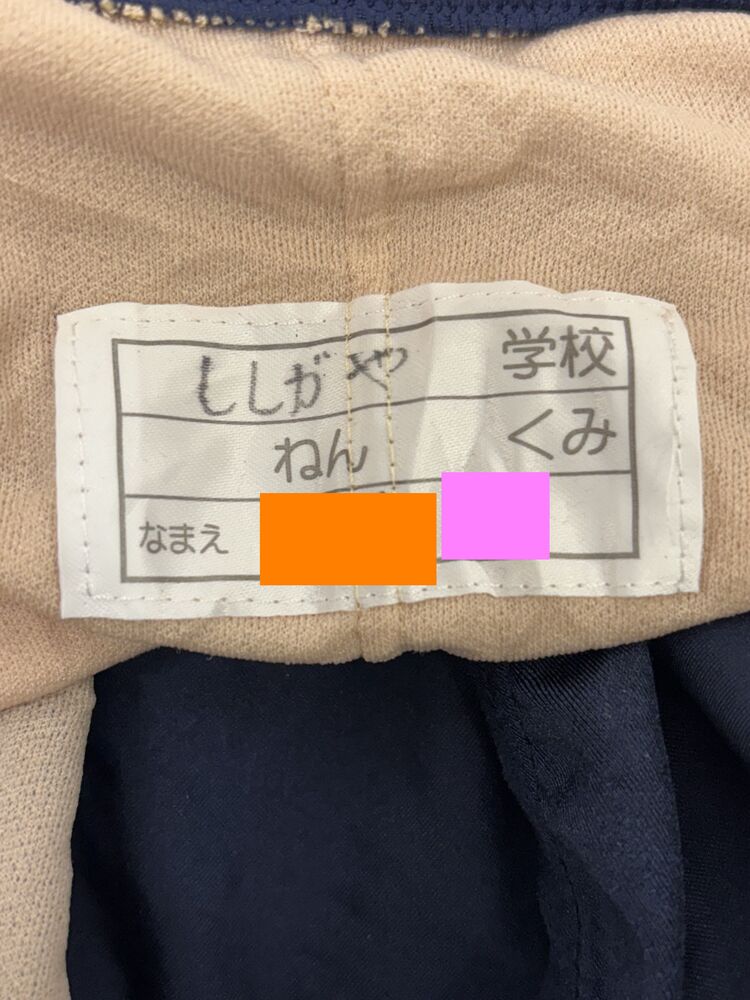 ししがや 学校
ねん くみ
なまえ